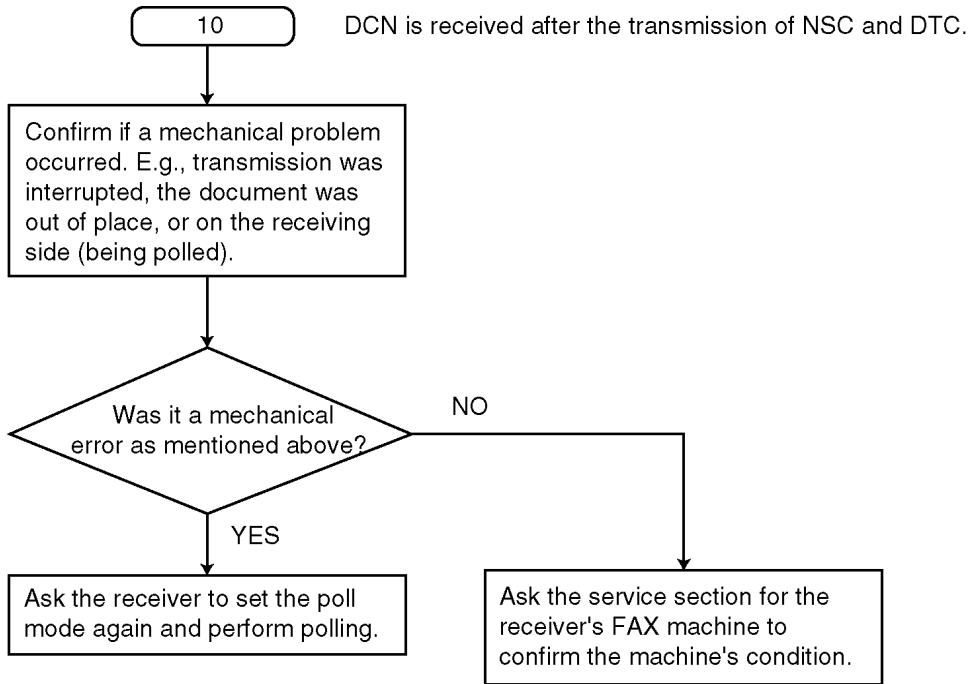 10
DCN is received after the transmission of NSC and DTC.
Confirm if a mechanical problem
occurred. E.g., transmission was
interrupted, the document was
out of place, or on the receiving
side (being polled).
Was it a mechanical
error as mentioned above?
NO
YES
Ask the receiver to set the poll
mode again and perform polling.
Ask the service section for the
receiver's FAX machine to
confirm the machine's condition.